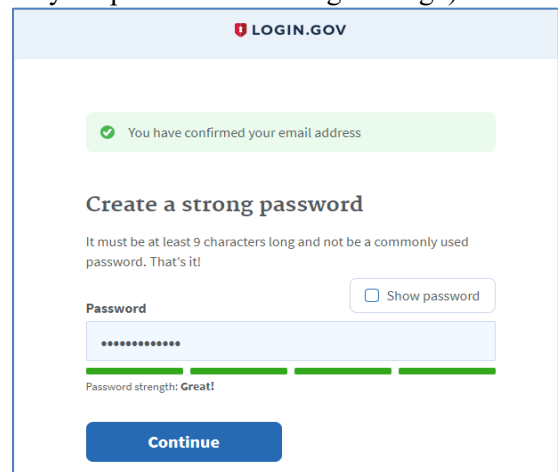 LOGIN.GOV
You have confirmed your email address
Create a strong password
It must be at least 9 characters long and not be a commonly used
password. That's it!
Show password
Password
•••••••••••••
Password strength: Great!
Continue